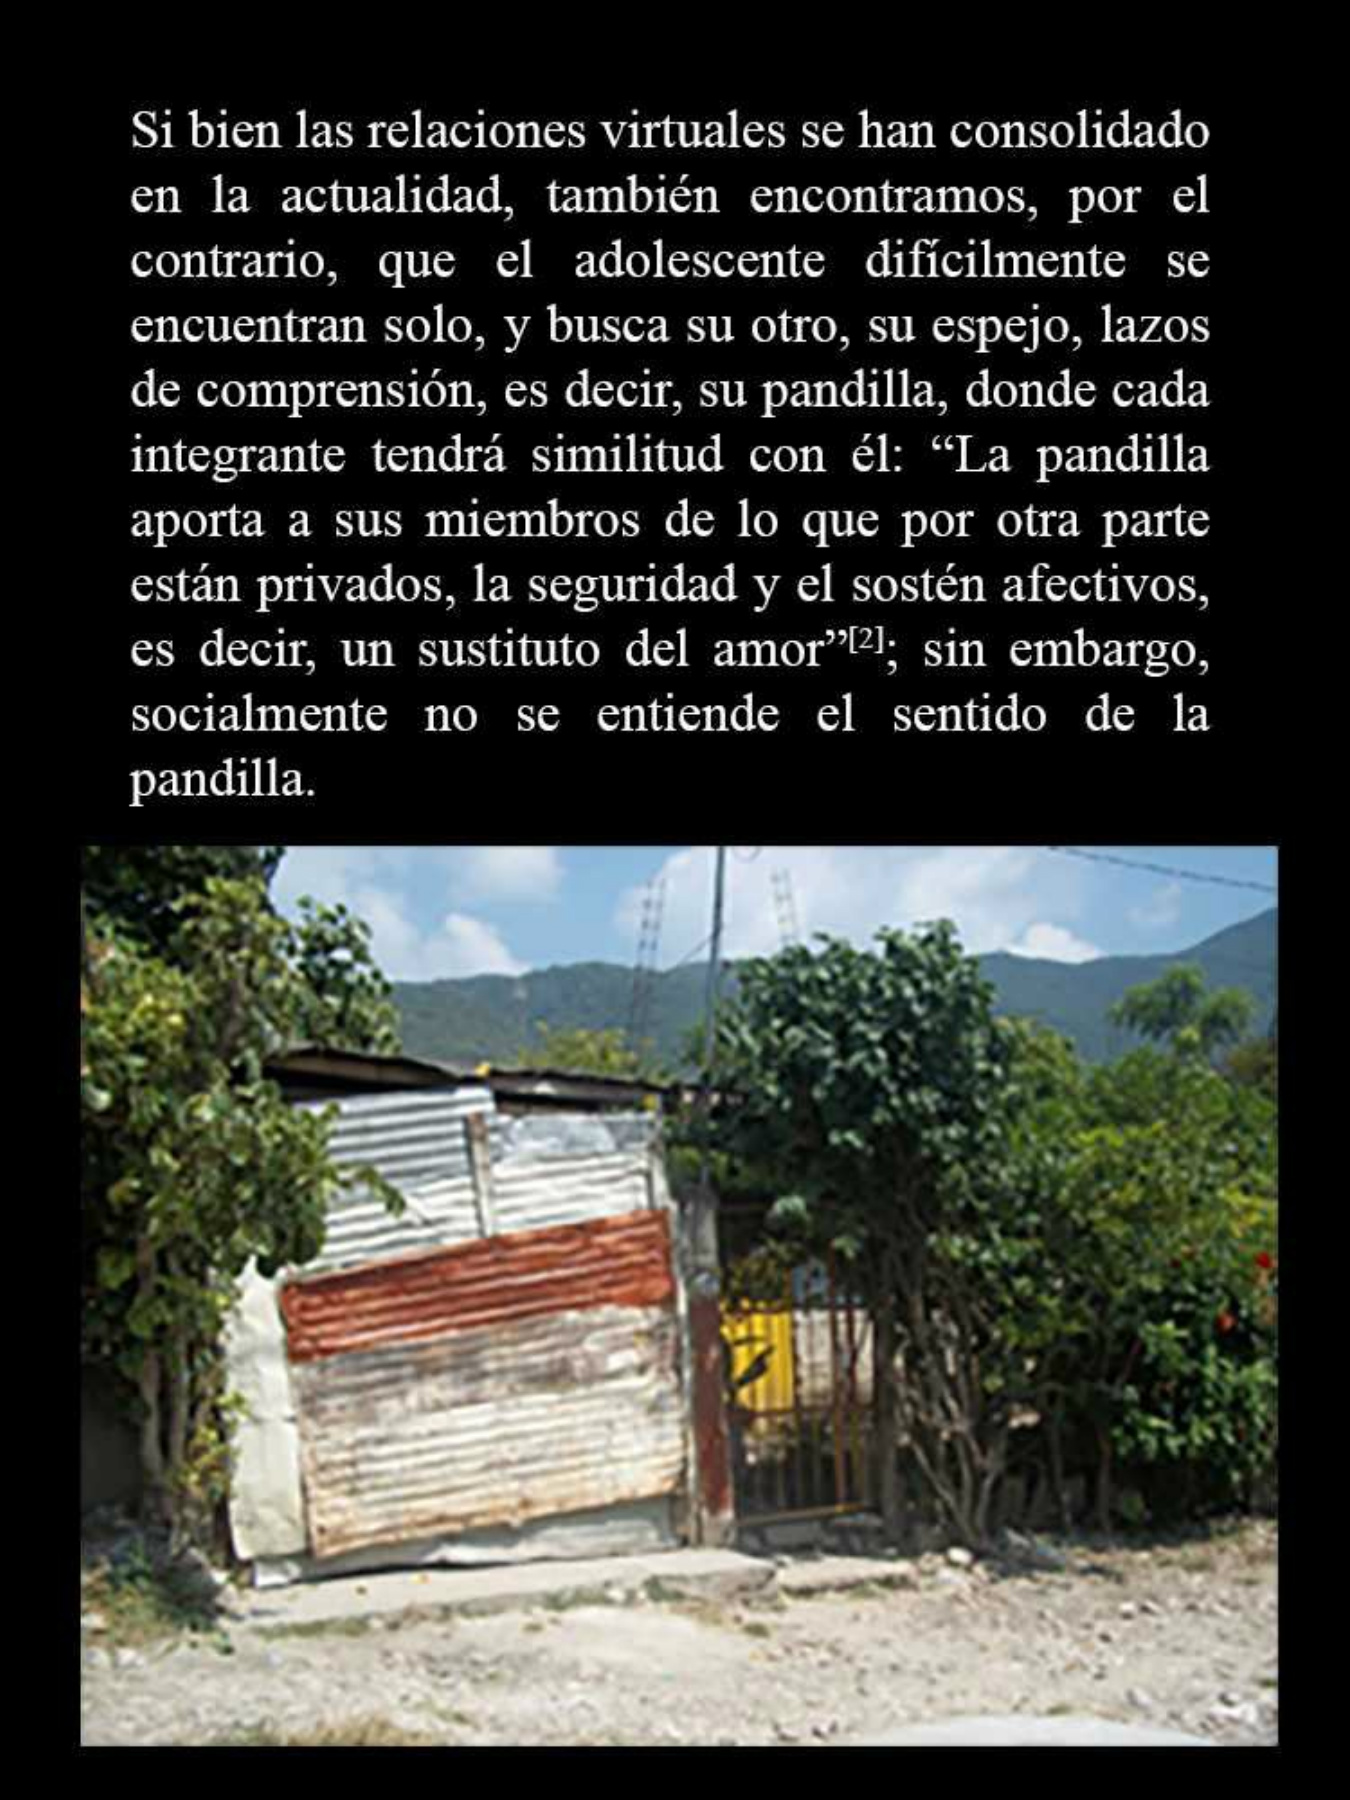 Si bien las relaciones virtuales se han consolidado
en la actualidad, también encontramos, por el
contrario, que el adolescente difícilmente se
encuentran solo, y busca su otro, su espejo, lazos
de comprensión, es decir, su pandilla, donde cada
integrante tendrá similitud con él: “La pandilla
aporta a sus miembros de lo que por otra parte
están privados, la seguridad y el sostén afectivos,
es decir, un sustituto del amor”[2]; sin embargo,
socialmente no se entiende el sentido de la
pandilla.